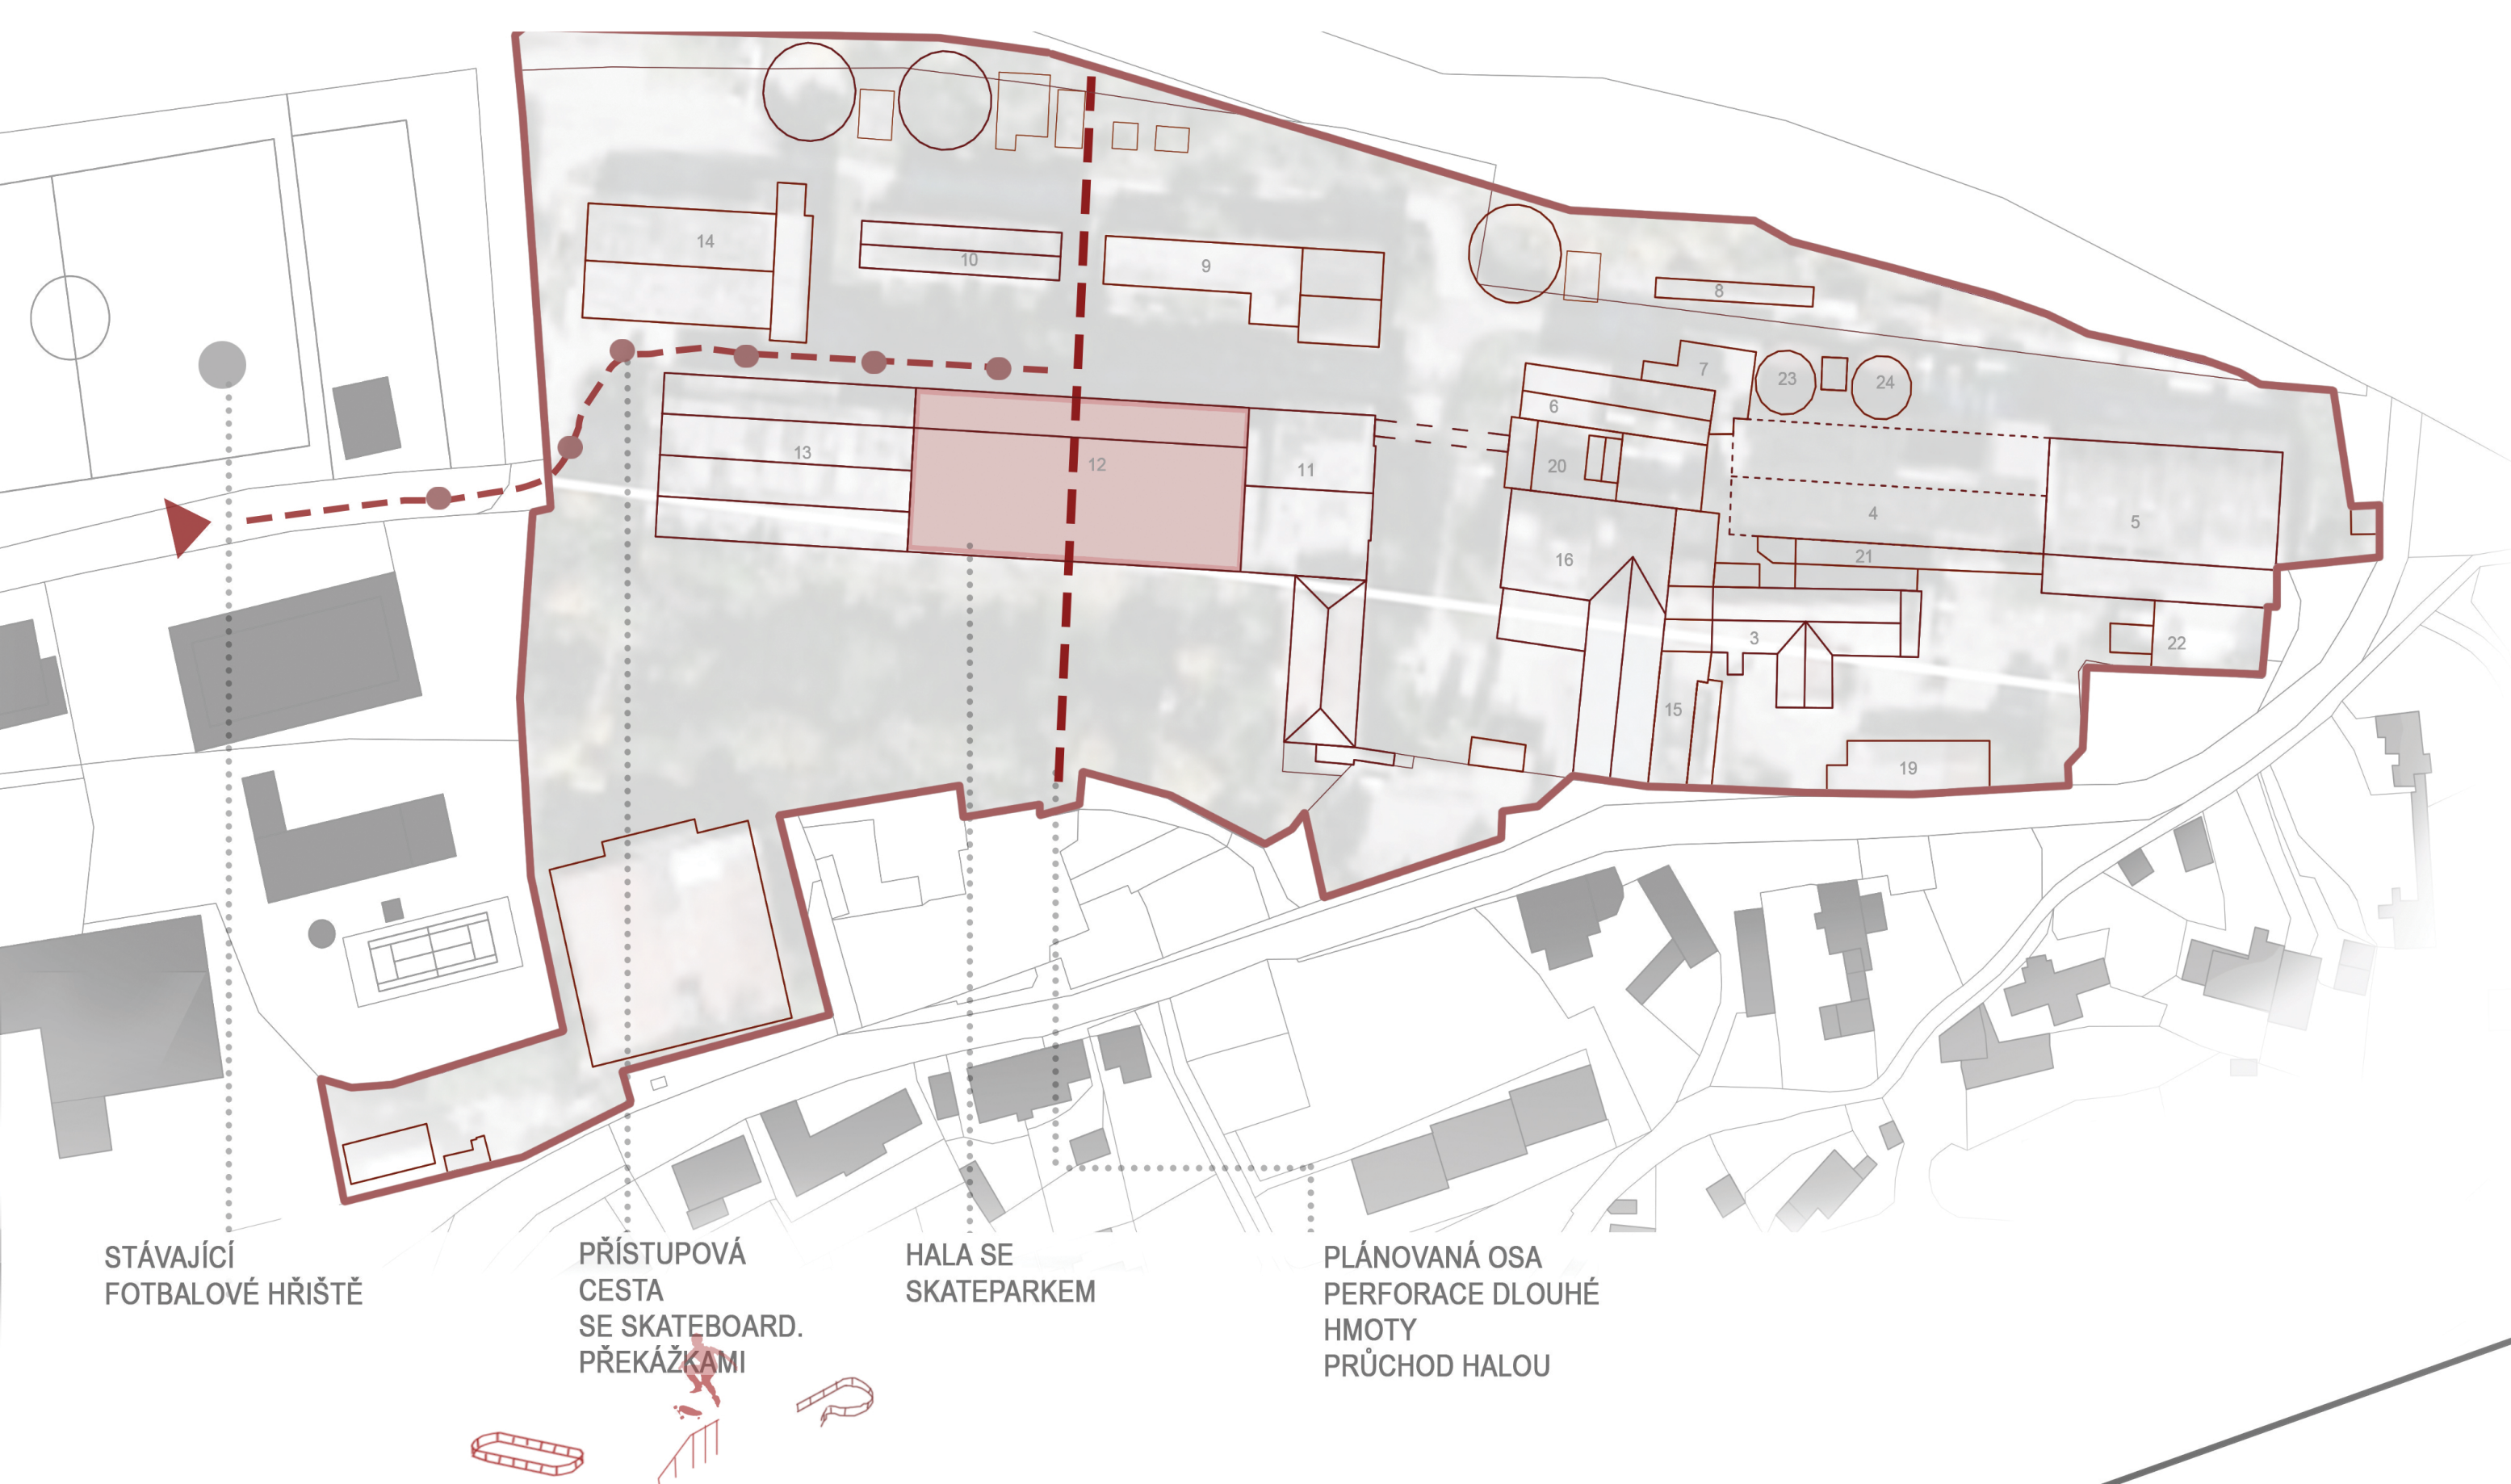 14
10
9
8
7
23
24
6
13
12
11
20
4
5
21
16
3
22
15
19
STÁVAJÍCÍ
FOTBALOVÉ HŘIŠTĚ
PŘÍSTUPOVÁ
CESTA
SE SKATEBOARD.
PŘEKÁŽKAMI
HALA SE
SKATEPARKEM
PLÁNOVANÁ OSA
PERFORACE DLOUHÉ
HMOTY
PRŮCHOD HALOU